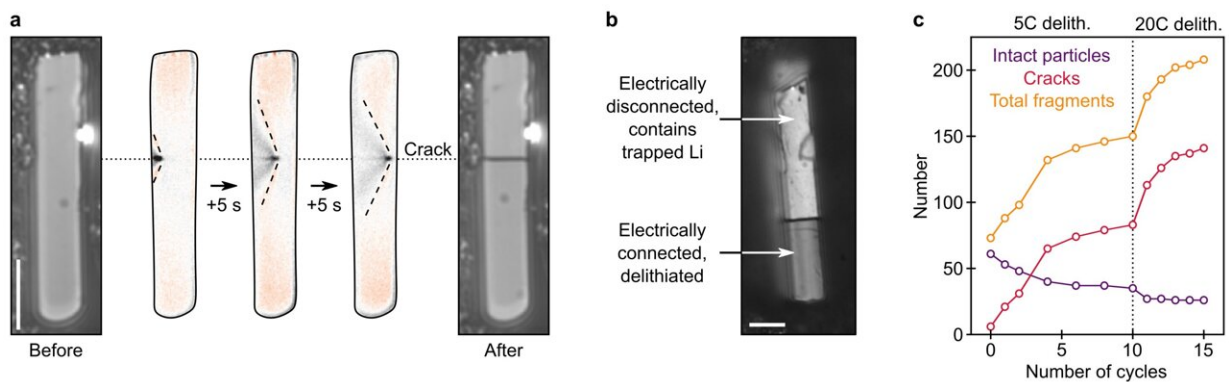 a
Before
+5 s
+5 s
Crack
After
b
Electrically
disconnected,
contains
trapped Li
Electrically
connected,
delithiated
c
5C delith.
20C delith.
Intact particles
Cracks
Total fragments
Number
200
150
100
50
0
0
5
10
15
Number of cycles